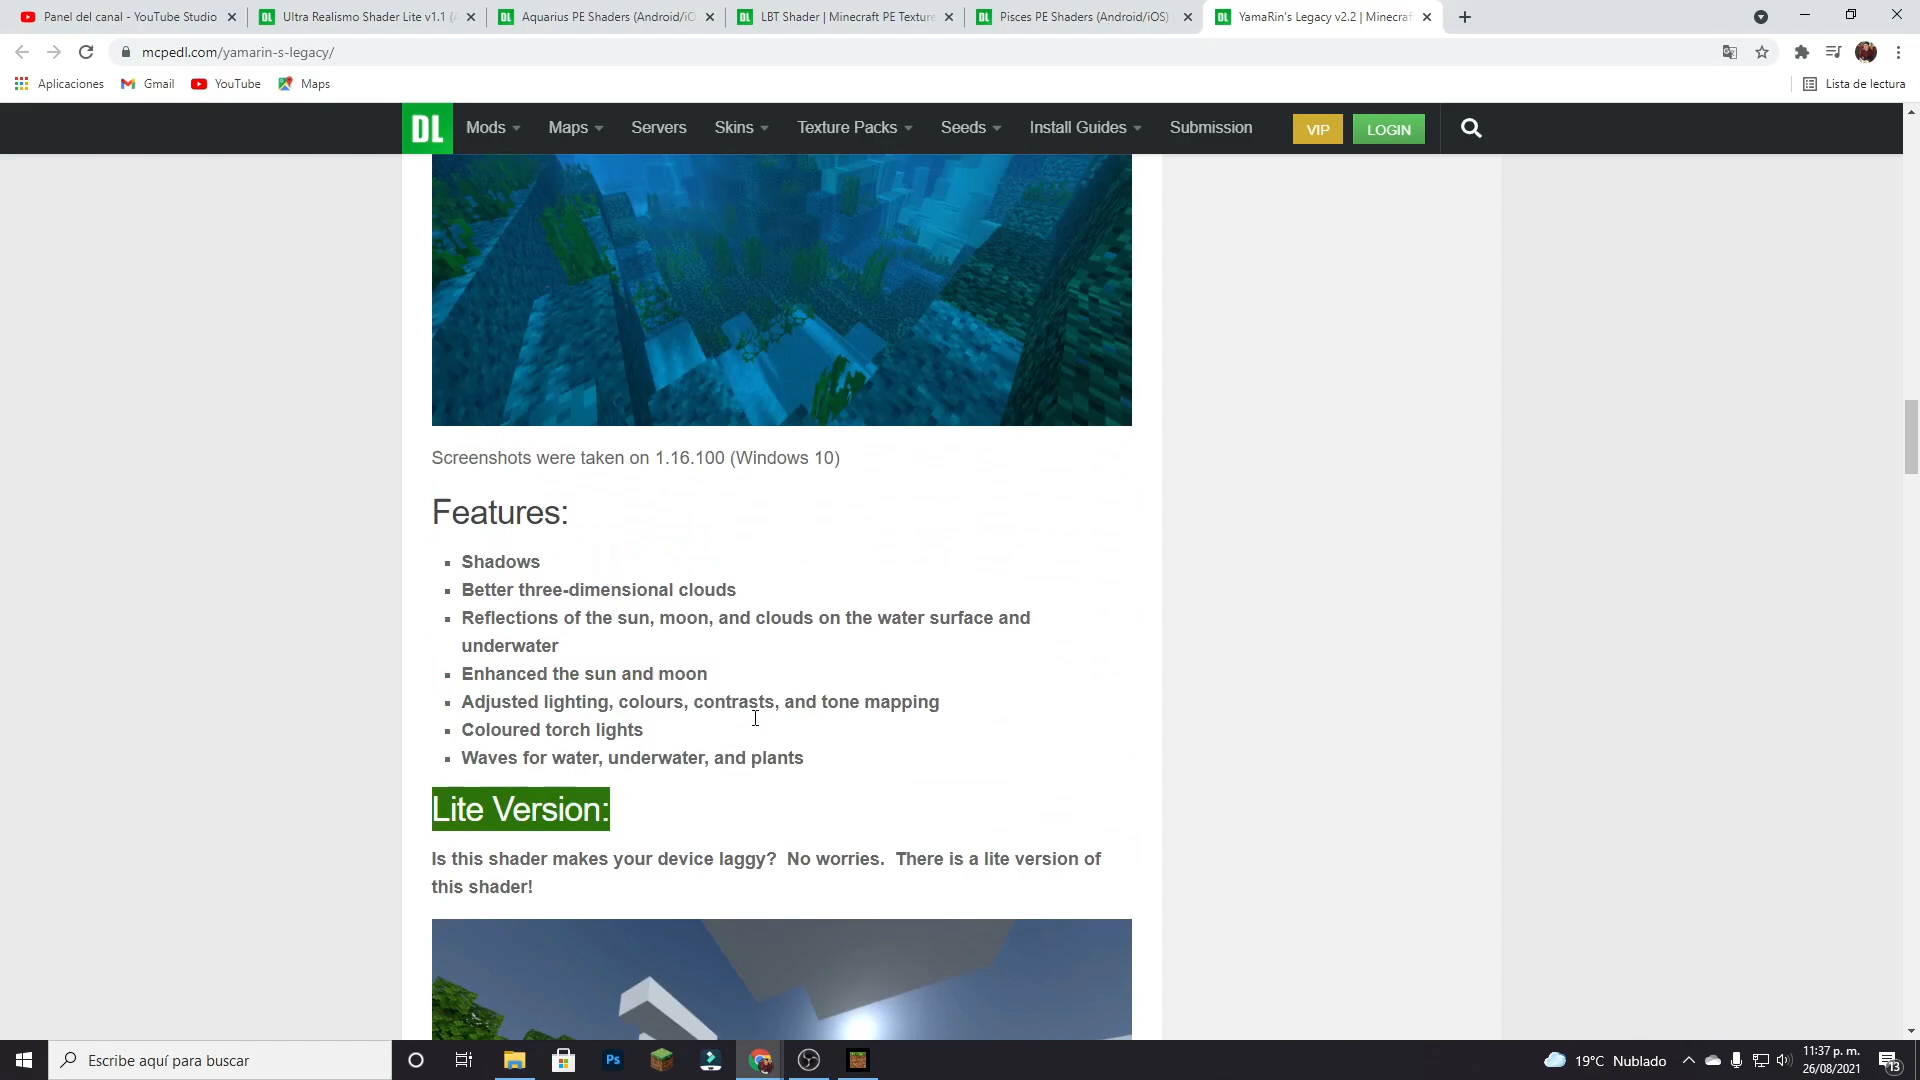 Panel del canal - YouTube Studio
Ultra Realismo Shader Lite v1.1 (
Aquarius PE Shaders (Android/iO
LBT Shader | Minecraft PE Texture
Pisces PE Shaders (Android/iOS)
YamaRin's Legacy v2.2 | Minecraf
mcpedl.com/yamarin-s-legacy/
Aplicaciones
Gmail
YouTube
Maps
Lista de lectura
DL
Mods
Maps
Servers
Skins
Texture Packs
Seeds
Install Guides
Submission
VIP
LOGIN
Screenshots were taken on 1.16.100 (Windows 10)
Features:
Shadows
Better three-dimensional clouds
Reflections of the sun, moon, and clouds on the water surface and
underwater
Enhanced the sun and moon
Adjusted lighting, colours, contrasts, and tone mapping
Coloured torch lights
Waves for water, underwater, and plants
Lite Version:
Is this shader makes your device laggy? No worries. There is a lite version of
this shader!
Escribe aquí para buscar
Ps
19°C Nublado
11:37 p. m.
26/08/2021
13